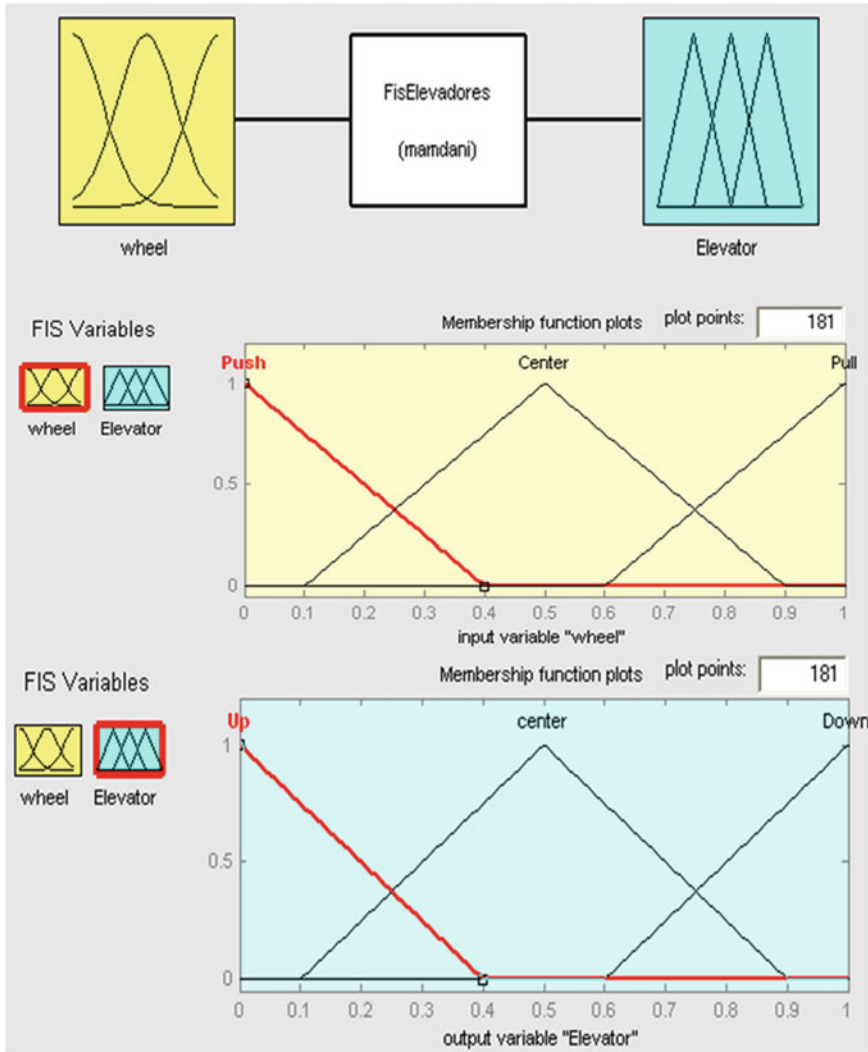 FisElevadores
(mamdani)
wheel
Elevator
FIS Variables
Membership function plots
plot points:
181
wheel
Elevator
Push
Center
Pull
1
0.5
0
0 0.1 0.2 0.3 0.4 0.5 0.6 0.7 0.8 0.9 1
input variable "wheel"
FIS Variables
Membership function plots
plot points:
181
wheel
Elevator
Up
center
Down
1
0.5
0
0 0.1 0.2 0.3 0.4 0.5 0.6 0.7 0.8 0.9 1
output variable "Elevator"